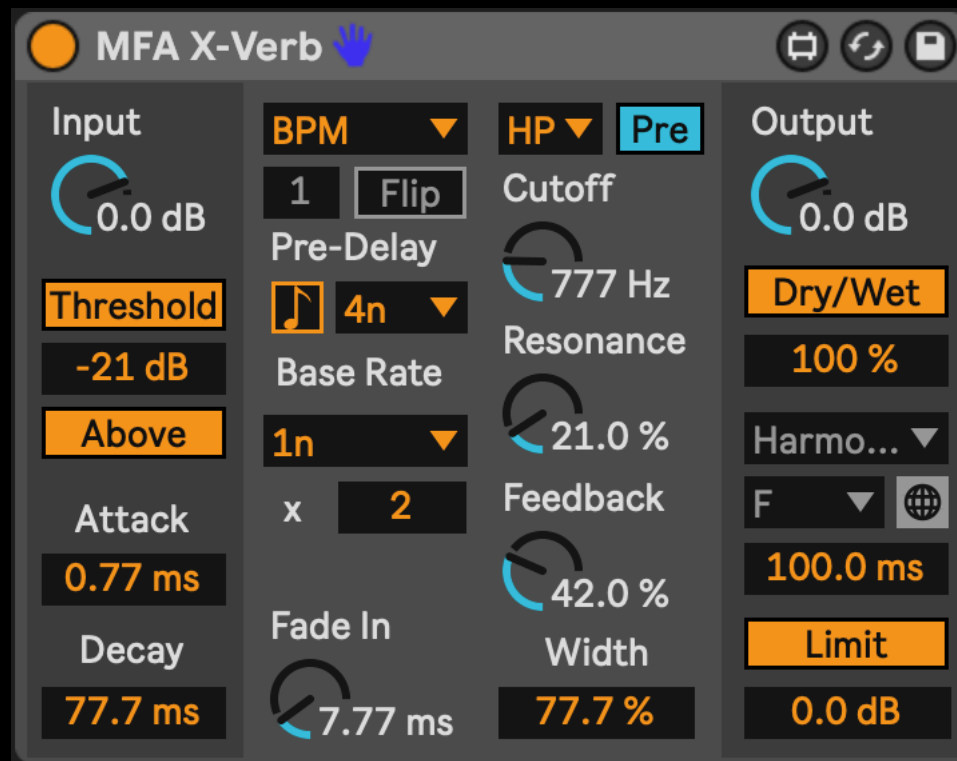 MFA X-Verb
Input
0.0 dB
Threshold
-21 dB
Above
Attack
0.77 ms
Decay
77.7 ms
BPM
1 Flip
Pre-Delay
4n
Base Rate
1n
x 2
Fade In
7.77 ms
HP Pre
Cutoff
777 Hz
Resonance
21.0 %
Feedback
42.0 %
Width
77.7 %
Output
0.0 dB
Dry/Wet
100 %
Harmo...
F
100.0 ms
Limit
0.0 dB